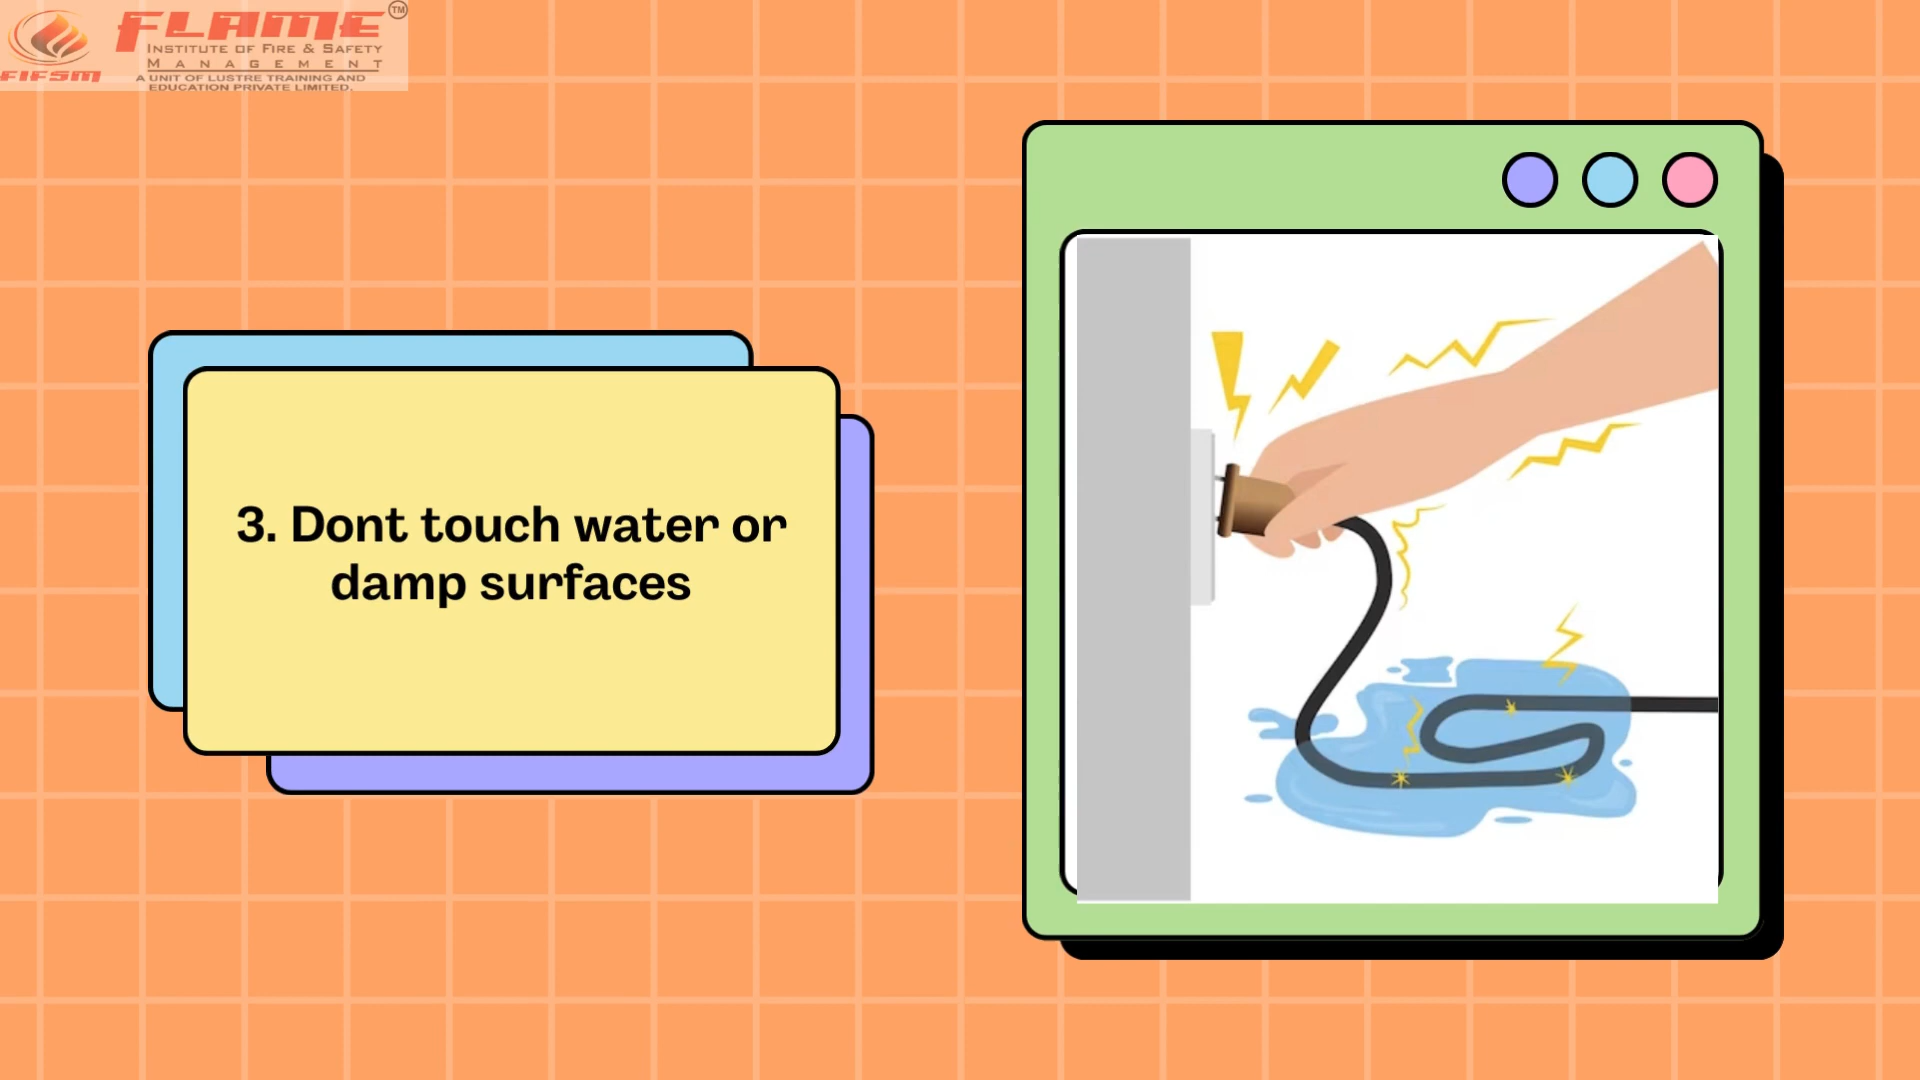 FLAME TM
INSTITUTE OF FIRE & SAFETY
MANAGEMENT
FIFSM
A UNIT OF LUSTRE TRAINING AND
EDUCATION PRIVATE LIMITED.
3. Dont touch water or
damp surfaces